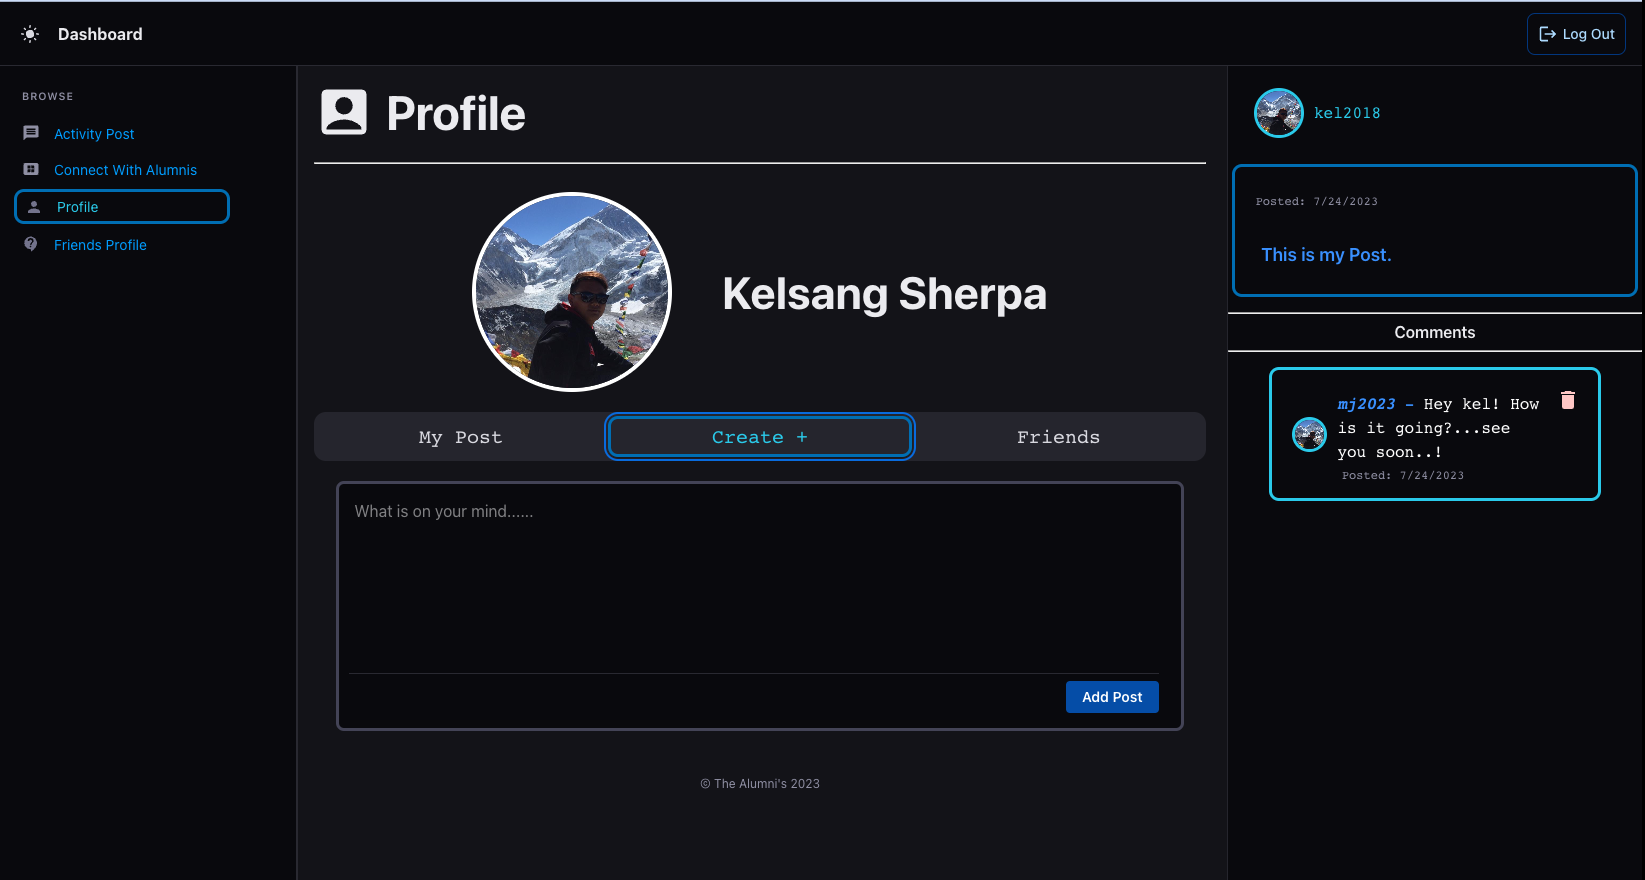 Dashboard
Log Out
BROWSE
Activity Post
Connect With Alumnis
Profile
Friends Profile
Profile
Kelsang Sherpa
My Post
Create +
Friends
What is on your mind......
Add Post
© The Alumni's 2023
kel2018
Posted: 7/24/2023
This is my Post.
Comments
mj2023 - Hey kel! How
is it going?...see
you soon..!
Posted: 7/24/2023